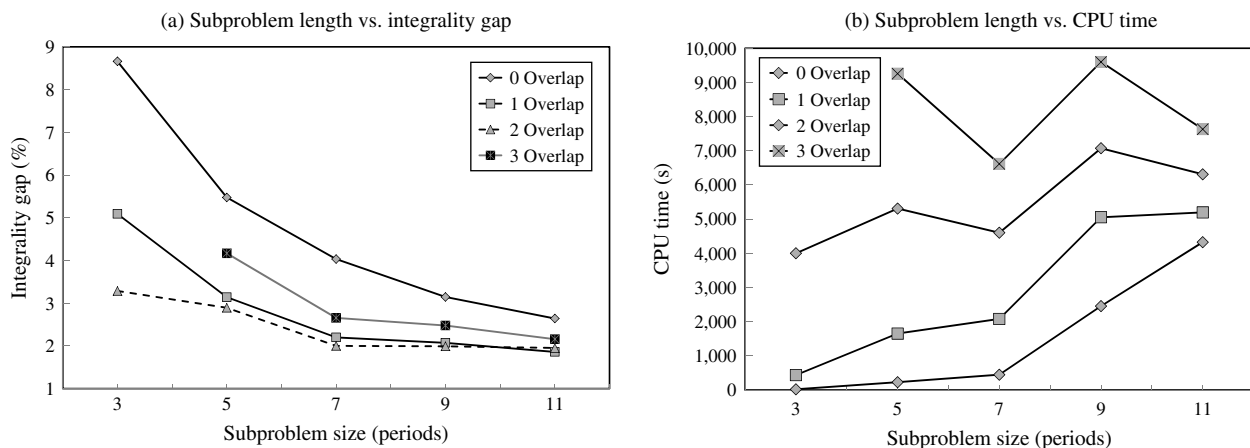 (a) Subproblem length vs. integrality gap
9
8
7
6
5
4
3
2
1
Integrality gap (%)
0 Overlap
1 Overlap
2 Overlap
3 Overlap
3 5 7 9 11
Subproblem size (periods)
(b) Subproblem length vs. CPU time
10,000
9,000
8,000
7,000
6,000
5,000
4,000
3,000
2,000
1,000
0
CPU time (s)
0 Overlap
1 Overlap
2 Overlap
3 Overlap
3 5 7 9 11
Subproblem size (periods)